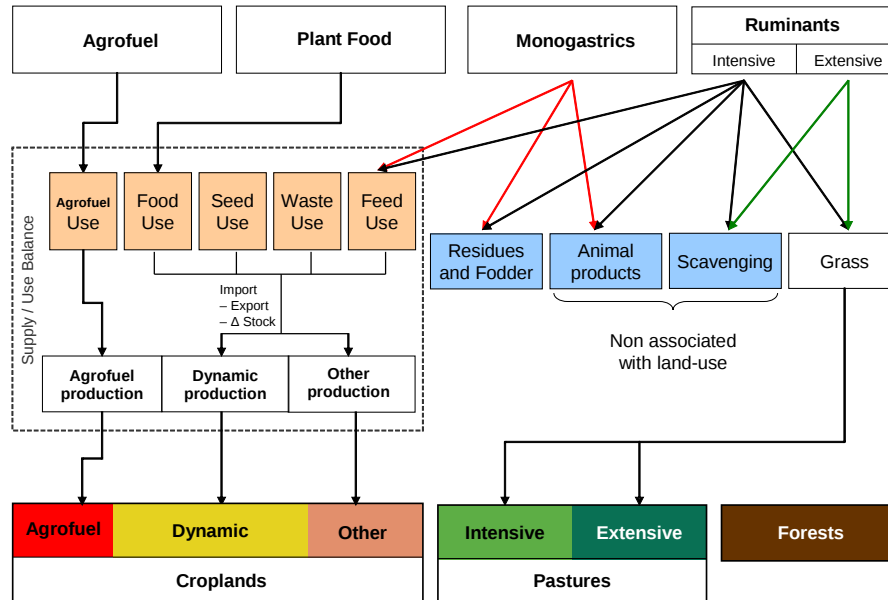 Agrofuel
Plant Food
Monogastrics
Ruminants
Intensive
Extensive
Supply / Use Balance
Agrofuel
Use
Food
Use
Seed
Use
Waste
Use
Feed
Use
Residues
and Fodder
Animal
products
Scavenging
Grass
Import
– Export
– Δ Stock
Non associated
with land-use
Agrofuel
production
Dynamic
production
Other
production
Agrofuel
Dynamic
Other
Croplands
Intensive
Extensive
Pastures
Forests